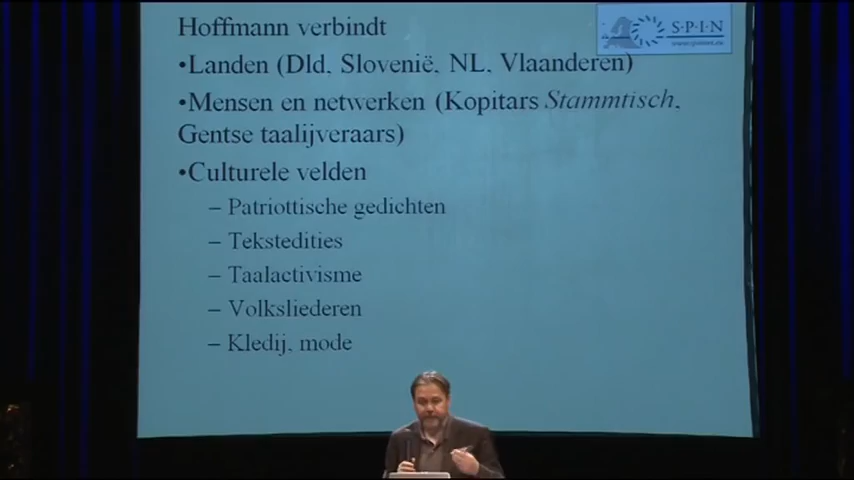 Hoffmann verbindt
S·P·I·N
•Landen (Dld, Slovenië, NL, Vlaanderen)
•Mensen en netwerken (Kopitars Stammtisch,
Gentse taalijveraars)
•Culturele velden
– Patriottische gedichten
– Tekstedities
– Taalactivisme
– Volksliederen
– Kledij, mode